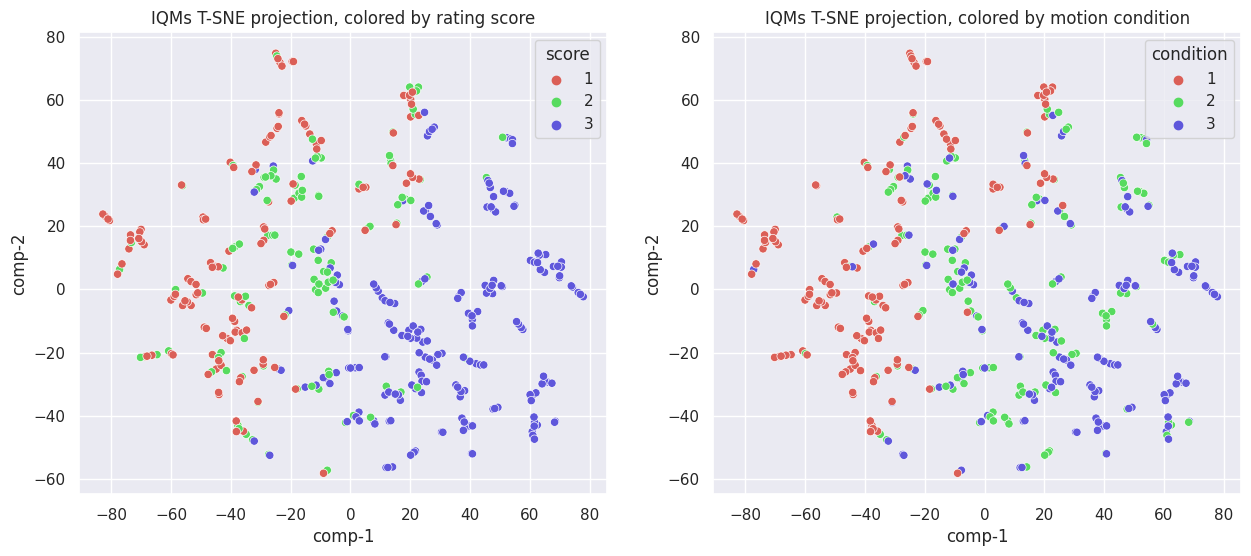 IQMs T-SNE projection, colored by rating score
80
60
40
20
0
−20
−40
−60
comp-2
−80 −60 −40 −20 0 20 40 60 80
comp-1
score
1
2
3
IQMs T-SNE projection, colored by motion condition
80
60
40
20
0
−20
−40
−60
comp-2
−80 −60 −40 −20 0 20 40 60 80
comp-1
condition
1
2
3